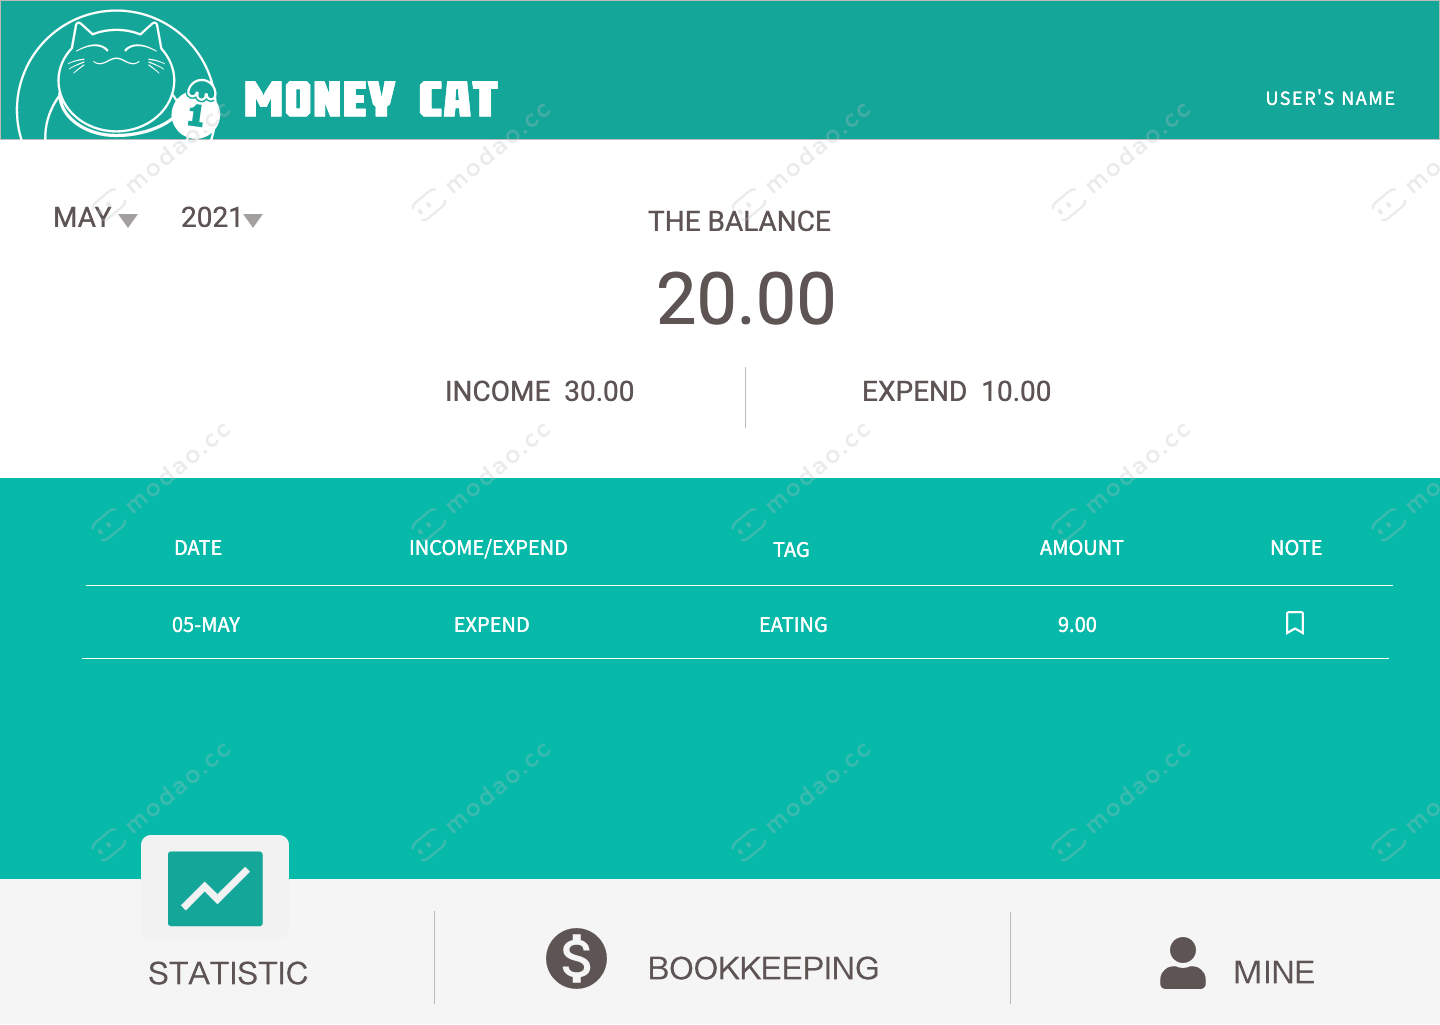 MONEY CAT
USER'S NAME
MAY 2021
THE BALANCE
20.00
INCOME 30.00 EXPEND 10.00
DATE INCOME/EXPEND TAG AMOUNT NOTE
05-MAY EXPEND EATING 9.00
STATISTIC BOOKKEEPING MINE
modao.cc